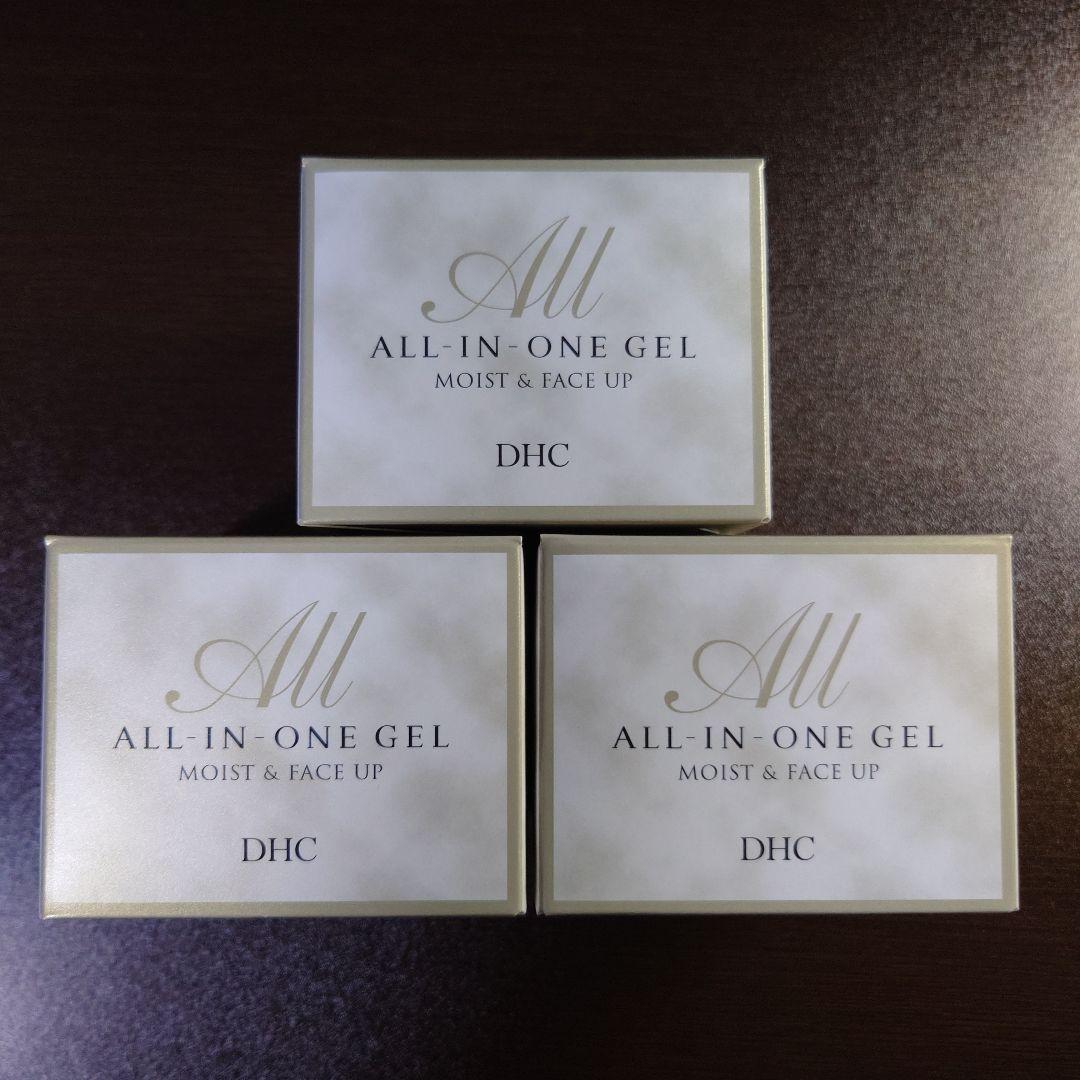 All
ALL-IN-ONE GEL
MOIST & FACE UP
DHC
All
ALL-IN-ONE GEL
MOIST & FACE UP
DHC
All
ALL-IN-ONE GEL
MOIST & FACE UP
DHC